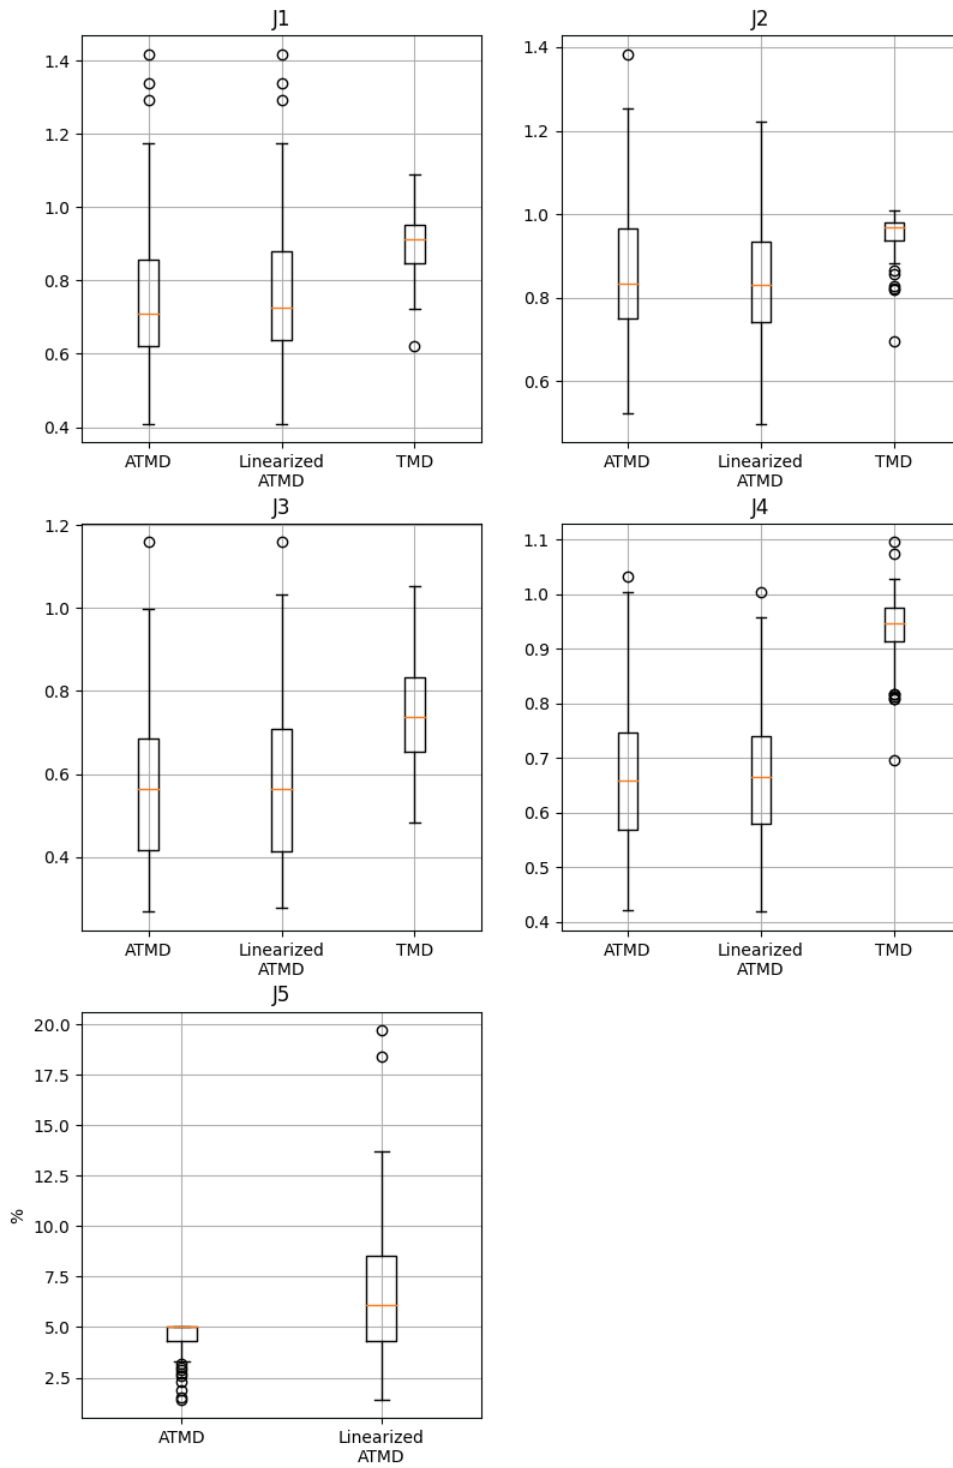 J1
1.4
1.2
1.0
0.8
0.6
0.4
ATMD
Linearized
ATMD
TMD
J2
1.4
1.2
1.0
0.8
0.6
ATMD
Linearized
ATMD
TMD
J3
1.2
1.0
0.8
0.6
0.4
ATMD
Linearized
ATMD
TMD
J4
1.1
1.0
0.9
0.8
0.7
0.6
0.5
0.4
ATMD
Linearized
ATMD
TMD
J5
20.0
17.5
15.0
12.5
10.0
7.5
5.0
2.5
%
ATMD
Linearized
ATMD